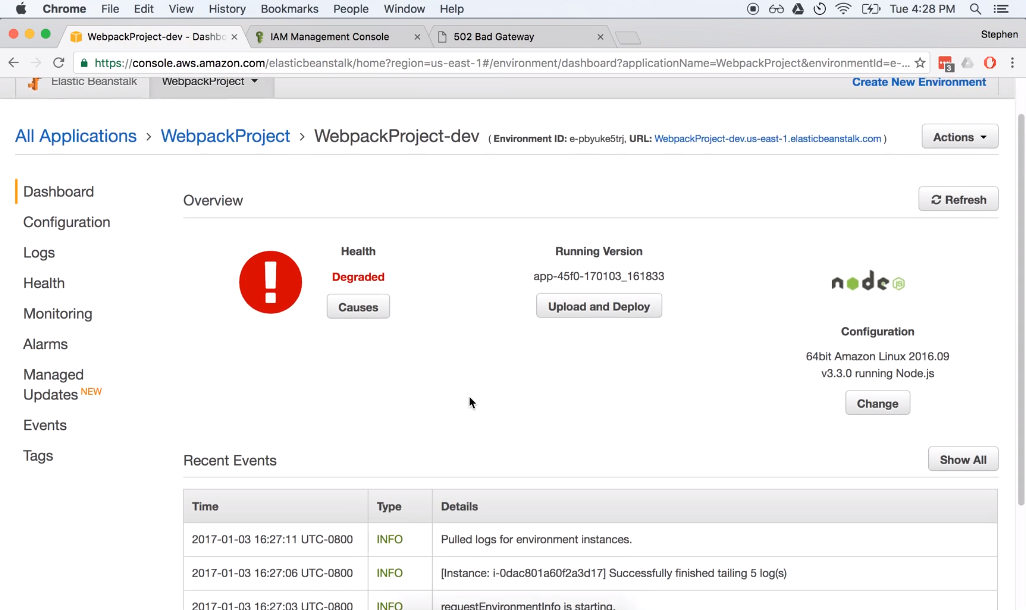 Chrome File Edit View History Bookmarks People Window Help Tue 4:28 PM
WebpackProject-dev - Dashbo IAM Management Console 502 Bad Gateway Stephen
https://console.aws.amazon.com/elasticbeanstalk/home?region=us-east-1#/environment/dashboard?applicationName=WebpackProject&environmentId=e-... 3
Elastic Beanstalk WebpackProject Create New Environment
All Applications > WebpackProject > WebpackProject-dev ( Environment ID: e-pbyuke5trj, URL: WebpackProject-dev.us-east-1.elasticbeanstalk.com ) Actions
Dashboard
Configuration
Logs
Health
Monitoring
Alarms
Managed
Updates NEW
Events
Tags
Overview Refresh
Health
Degraded
Causes
Running Version
app-45f0-170103_161833
Upload and Deploy
node JS
Configuration
64bit Amazon Linux 2016.09
v3.3.0 running Node.js
Change
Recent Events Show All
Time Type Details
2017-01-03 16:27:11 UTC-0800 INFO Pulled logs for environment instances.
2017-01-03 16:27:06 UTC-0800 INFO [Instance: i-0dac801a60f2a3d17] Successfully finished tailing 5 log(s)
2017-01-03 16:27:03 UTC-0800 INFO requestEnvironmentInfo is starting.